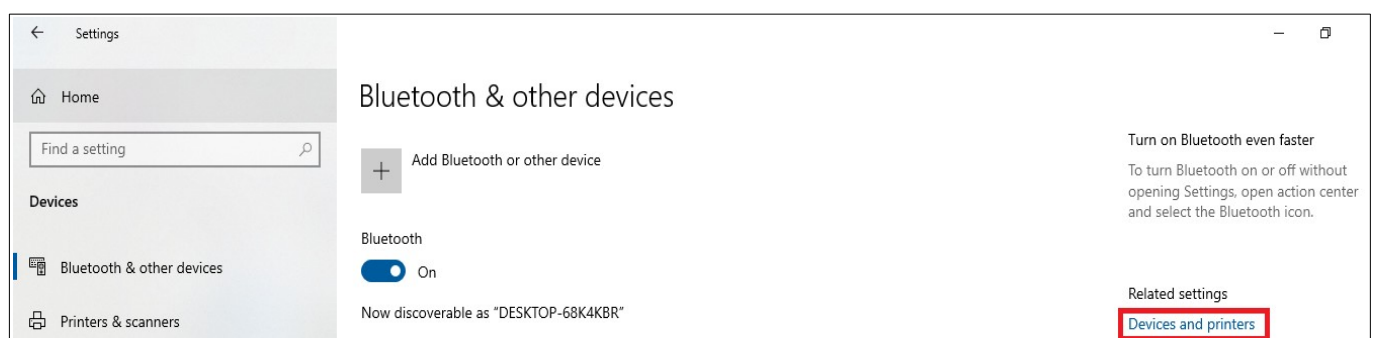 Settings
Home
Find a setting
Devices
Bluetooth & other devices
Printers & scanners
Bluetooth & other devices
Add Bluetooth or other device
Bluetooth
On
Now discoverable as "DESKTOP-68K4KBR"
Turn on Bluetooth even faster
To turn Bluetooth on or off without
opening Settings, open action center
and select the Bluetooth icon.
Related settings
Devices and printers